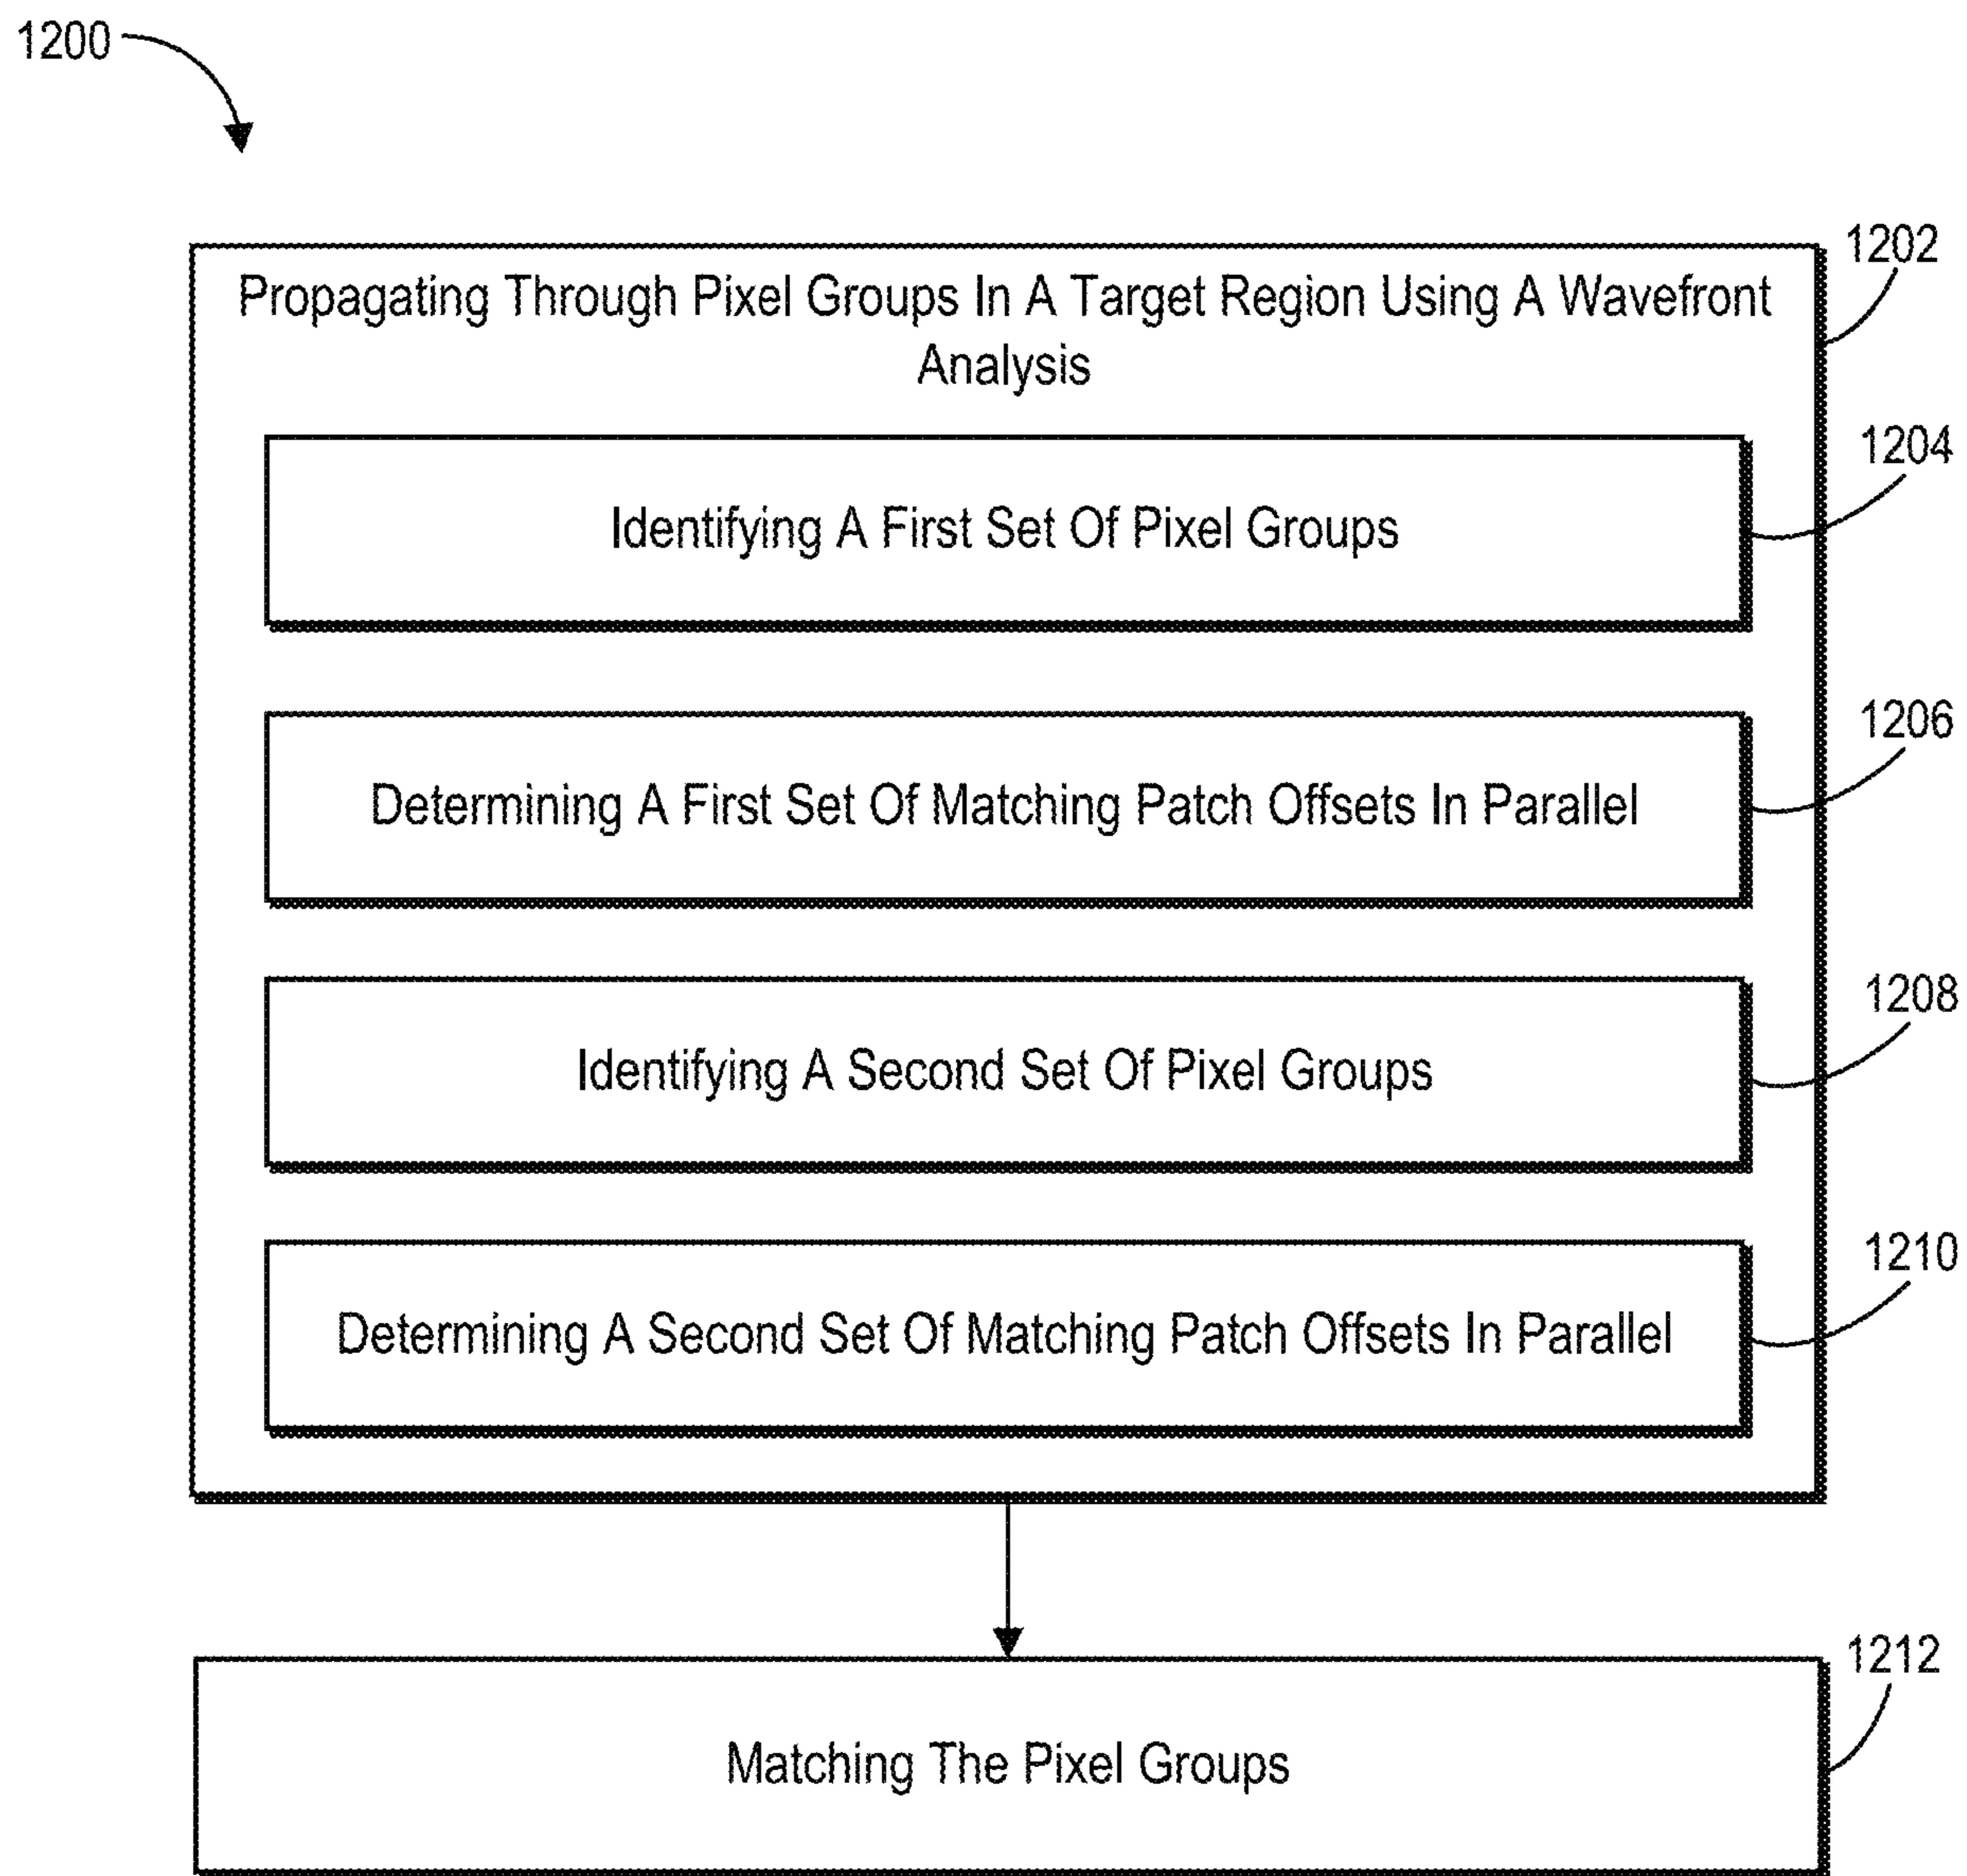 1200
1202
Propagating Through Pixel Groups In A Target Region Using A Wavefront
Analysis
1204
Identifying A First Set Of Pixel Groups
1206
Determining A First Set Of Matching Patch Offsets In Parallel
1208
Identifying A Second Set Of Pixel Groups
1210
Determining A Second Set Of Matching Patch Offsets In Parallel
1212
Matching The Pixel Groups